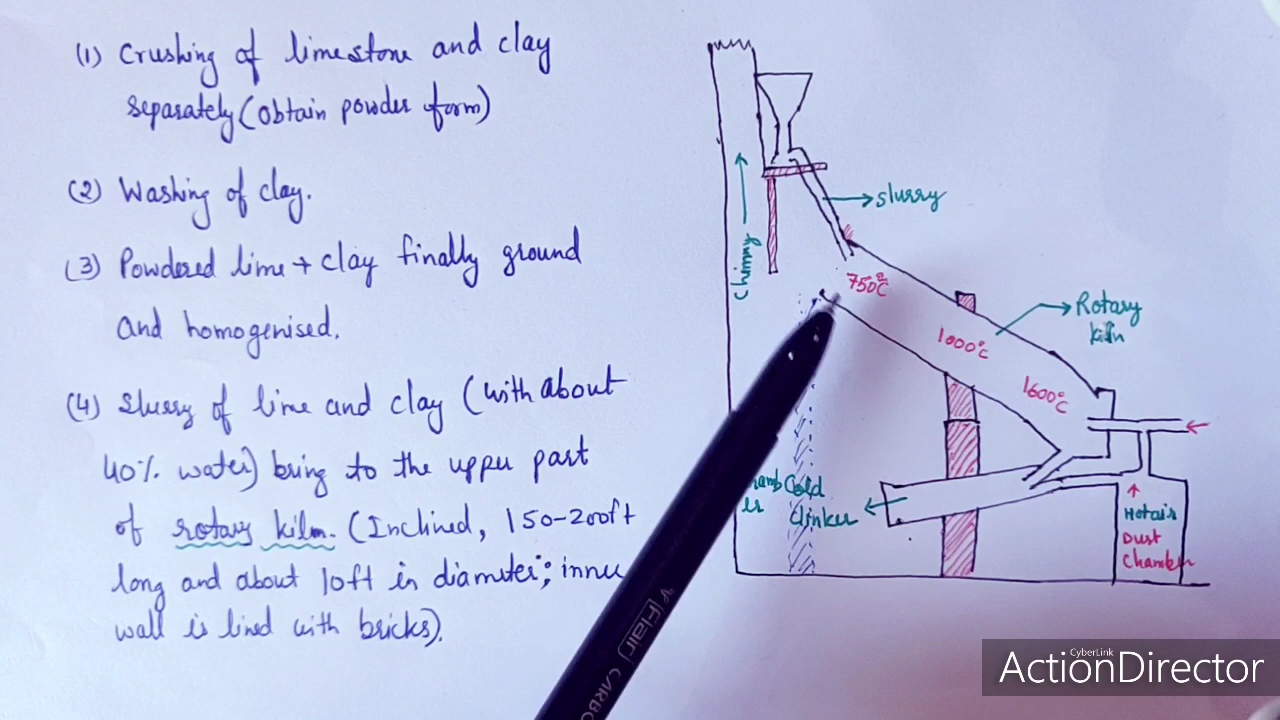 (1) Crushing of limestone and clay
separately (obtain powder form)
(2) Washing of clay.
(3) Powdered lime + clay finally ground
and homogenised.
(4) Slurry of lime and clay (with about
40% water) bring to the upper part
of rotary kiln. (Inclined, 150-200ft
long and about 10ft in diameter; inner
wall is lined with bricks).
slurry
Chimny
750°C
Rotary
kiln
1000°C
1600°C
Cold
clinker
Hot air
Dust
Chamber
Flair
CyberLink
ActionDirector